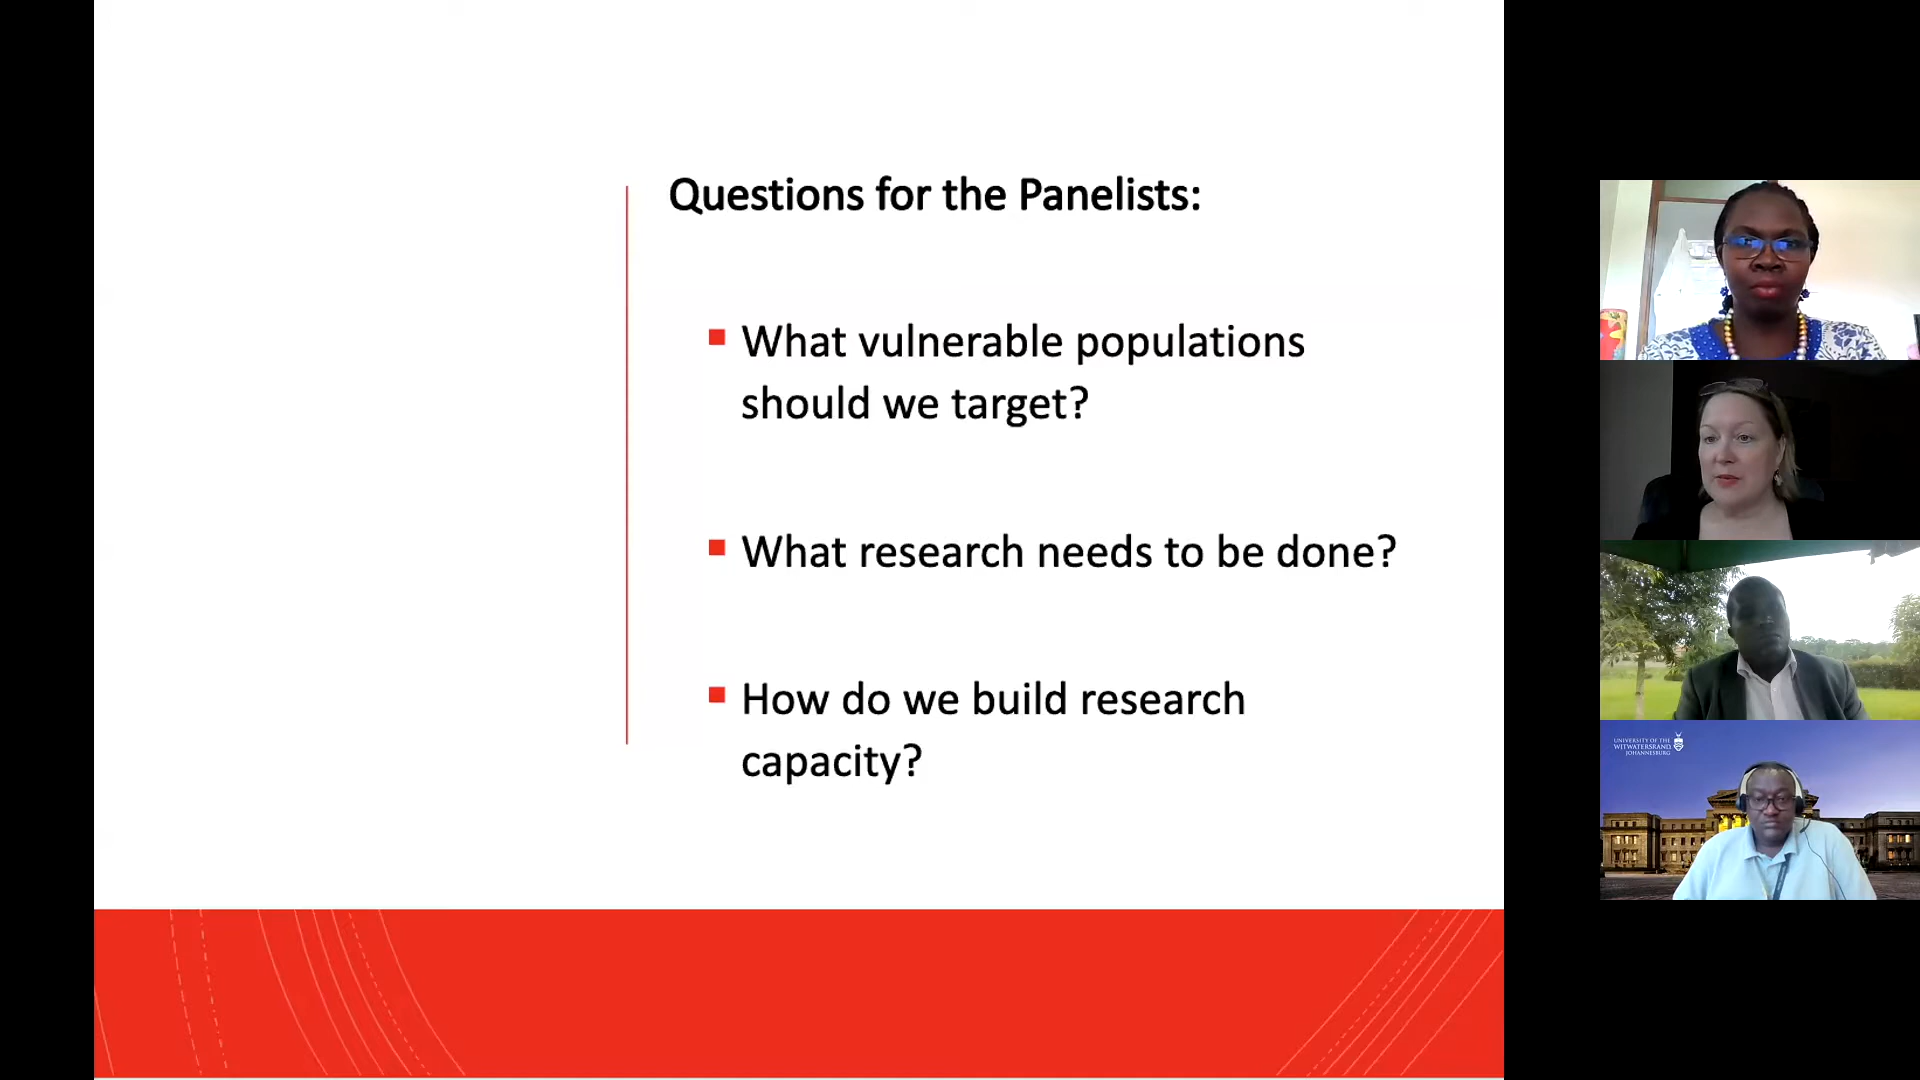 Questions for the Panelists:
What vulnerable populations
should we target?
What research needs to be done?
How do we build research
capacity?
UNIVERSITY OF THE
WITWATERSRAND,
JOHANNESBURG